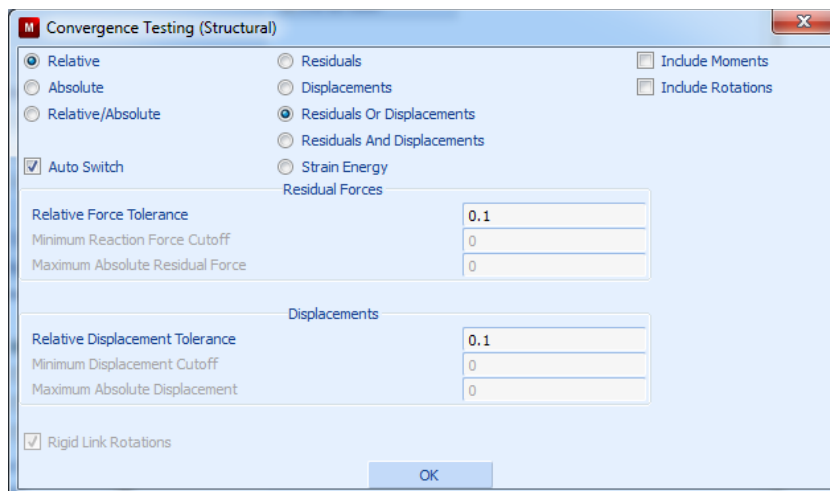 M Convergence Testing (Structural) X
Relative Residuals Include Moments
Absolute Displacements Include Rotations
Relative/Absolute Residuals Or Displacements
Residuals And Displacements
Auto Switch Strain Energy
Residual Forces
Relative Force Tolerance 0.1
Minimum Reaction Force Cutoff 0
Maximum Absolute Residual Force 0
Displacements
Relative Displacement Tolerance 0.1
Minimum Displacement Cutoff 0
Maximum Absolute Displacement 0
Rigid Link Rotations
OK